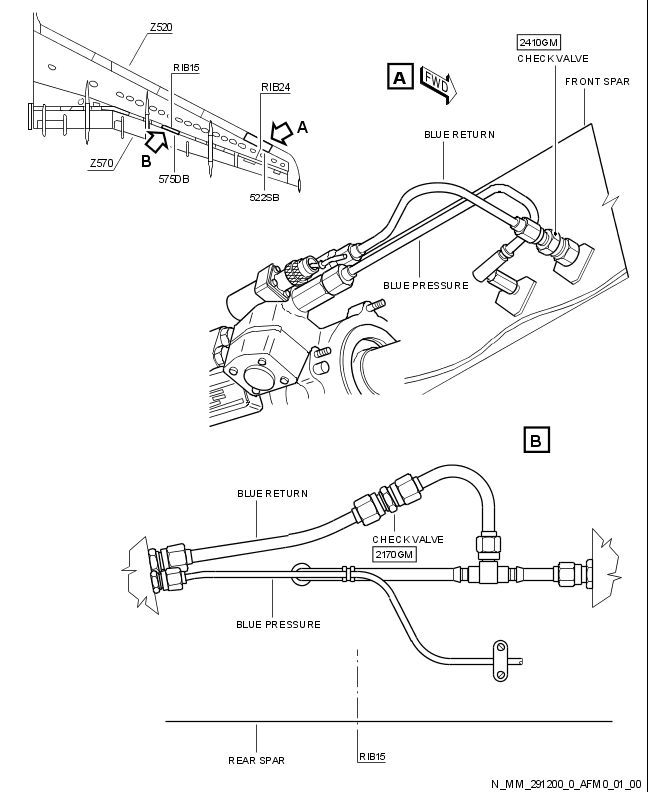 Z520
RIB15
RIB24
A
B
Z570
575DB
522SB
A
FWD
2410GM
CHECK VALVE
FRONT SPAR
BLUE RETURN
BLUE PRESSURE
B
BLUE RETURN
CHECK VALVE
2170GM
BLUE PRESSURE
REAR SPAR
RIB15
N_MM_291200_0_AFM0_01_00